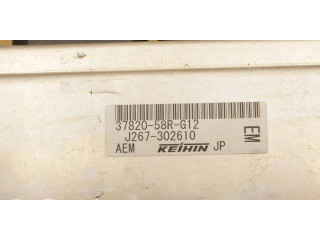 37820-58R-G12
J267-302610
AEM KEIHIN JP
EM